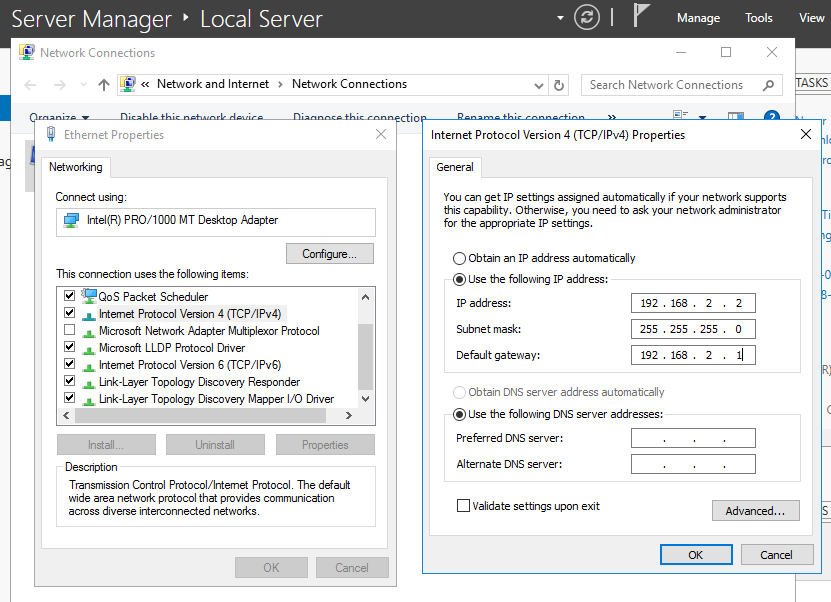 Server Manager ▸ Local Server
Manage Tools View
Network Connections
« Network and Internet › Network Connections
Search Network Connections
TASKS
Organize Disable this network device Diagnose this connection Rename this connection »
Ethernet Properties
Networking
Connect using:
Intel(R) PRO/1000 MT Desktop Adapter
Configure...
This connection uses the following items:
QoS Packet Scheduler
Internet Protocol Version 4 (TCP/IPv4)
Microsoft Network Adapter Multiplexor Protocol
Microsoft LLDP Protocol Driver
Internet Protocol Version 6 (TCP/IPv6)
Link-Layer Topology Discovery Responder
Link-Layer Topology Discovery Mapper I/O Driver
Install...
Uninstall
Properties
Description
Transmission Control Protocol/Internet Protocol. The default
wide area network protocol that provides communication
across diverse interconnected networks.
OK
Cancel
Internet Protocol Version 4 (TCP/IPv4) Properties
General
You can get IP settings assigned automatically if your network supports
this capability. Otherwise, you need to ask your network administrator
for the appropriate IP settings.
Obtain an IP address automatically
Use the following IP address:
IP address: 192 . 168 . 2 . 2
Subnet mask: 255 . 255 . 255 . 0
Default gateway: 192 . 168 . 2 . 1
Obtain DNS server address automatically
Use the following DNS server addresses:
Preferred DNS server: . . .
Alternate DNS server: . . .
Validate settings upon exit
Advanced...
OK
Cancel